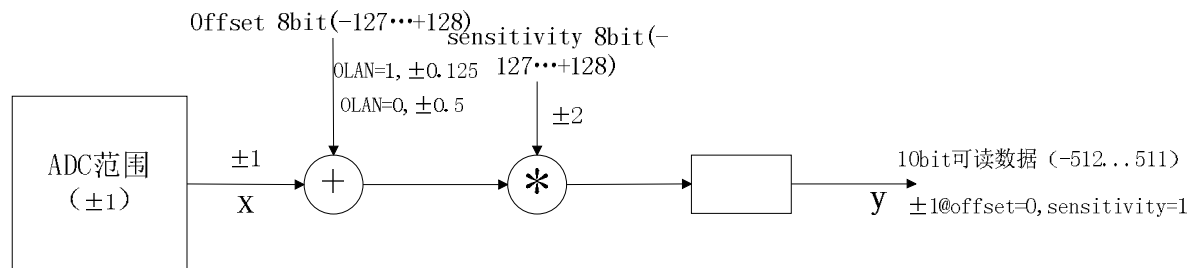 Offset 8bit(-127…+128)
sensitivity 8bit(-
127…+128)
OLAN=1,±0.125
OLAN=0,±0.5
±2
ADC范围
（±1）
±1
x
+
*
y
10bit可读数据（-512...511）
±1@offset=0,sensitivity=1